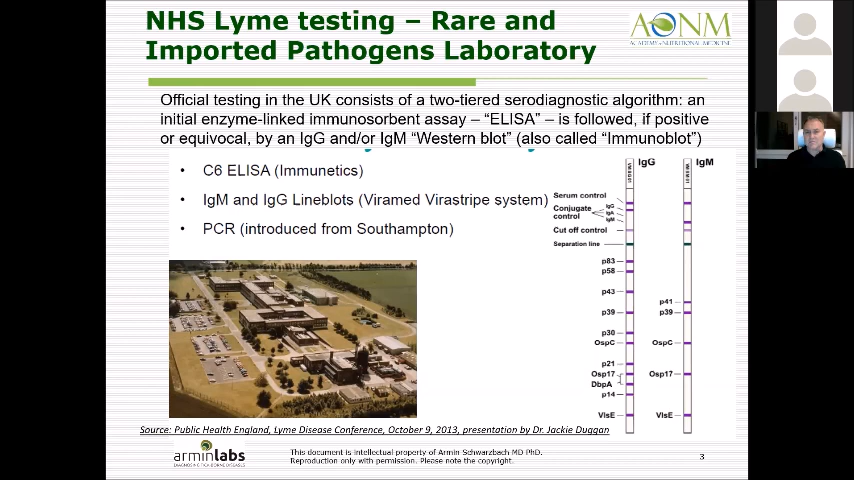 NHS Lyme testing – Rare and
Imported Pathogens Laboratory
AONM
ACADEMY of NUTRITIONAL MEDICINE
Official testing in the UK consists of a two-tiered serodiagnostic algorithm: an
initial enzyme-linked immunosorbent assay – “ELISA” – is followed, if positive
or equivocal, by an IgG and/or IgM “Western blot” (also called “Immunoblot”)
• C6 ELISA (Immunetics)
• IgM and IgG Lineblots (Viramed Virastripe system)
• PCR (introduced from Southampton)
IgG
IgM
Serum control
Conjugate
control
IgG
IgA
IgM
Cut off control
Separation line
p83
p58
p43
p39
p30
OspC
p21
Osp17
DbpA
p14
VlsE
p41
p39
OspC
Osp17
VlsE
Source: Public Health England, Lyme Disease Conference, October 9, 2013, presentation by Dr. Jackie Duggan
arminlabs
DIAGNOSING TICK-BORNE DISEASES
This document is intellectual property of Armin Schwarzbach MD PhD.
Reproduction only with permission. Please note the copyright.
3